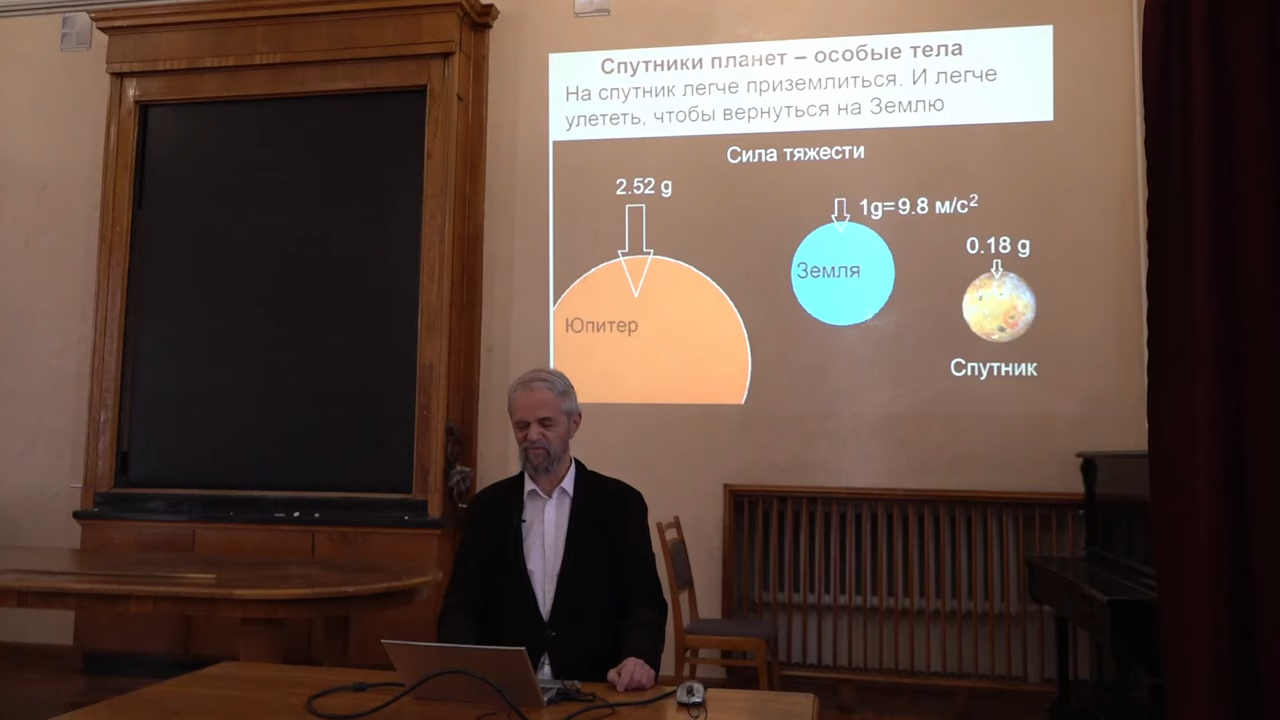 Спутники планет – особые тела
На спутник легче приземлиться. И легче
улететь, чтобы вернуться на Землю
Сила тяжести
2.52 g
1g=9.8 м/с²
0.18 g
Земля
Юпитер
Спутник